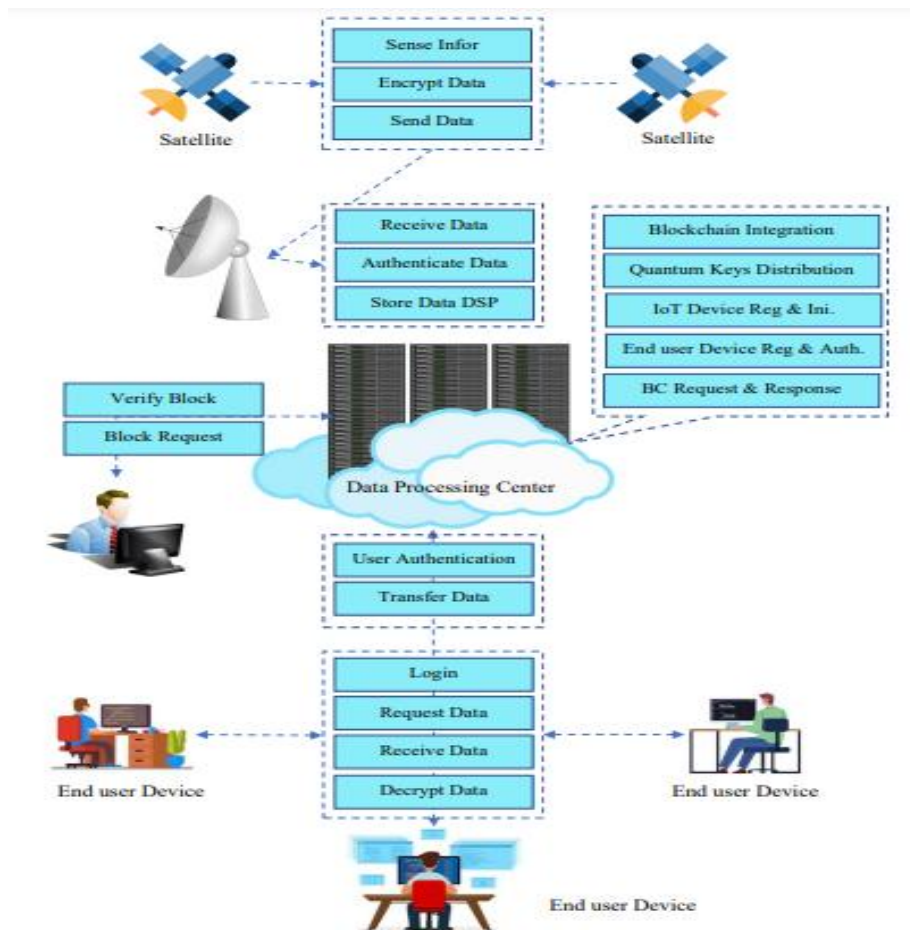 Sense Infor
Encrypt Data
Send Data
Satellite
Satellite
Receive Data
Authenticate Data
Store Data DSP
Blockchain Integration
Quantum Keys Distribution
IoT Device Reg & Ini.
End user Device Reg & Auth.
BC Request & Response
Verify Block
Block Request
Data Processing Center
User Authentication
Transfer Data
Login
Request Data
Receive Data
Decrypt Data
End user Device
End user Device
End user Device